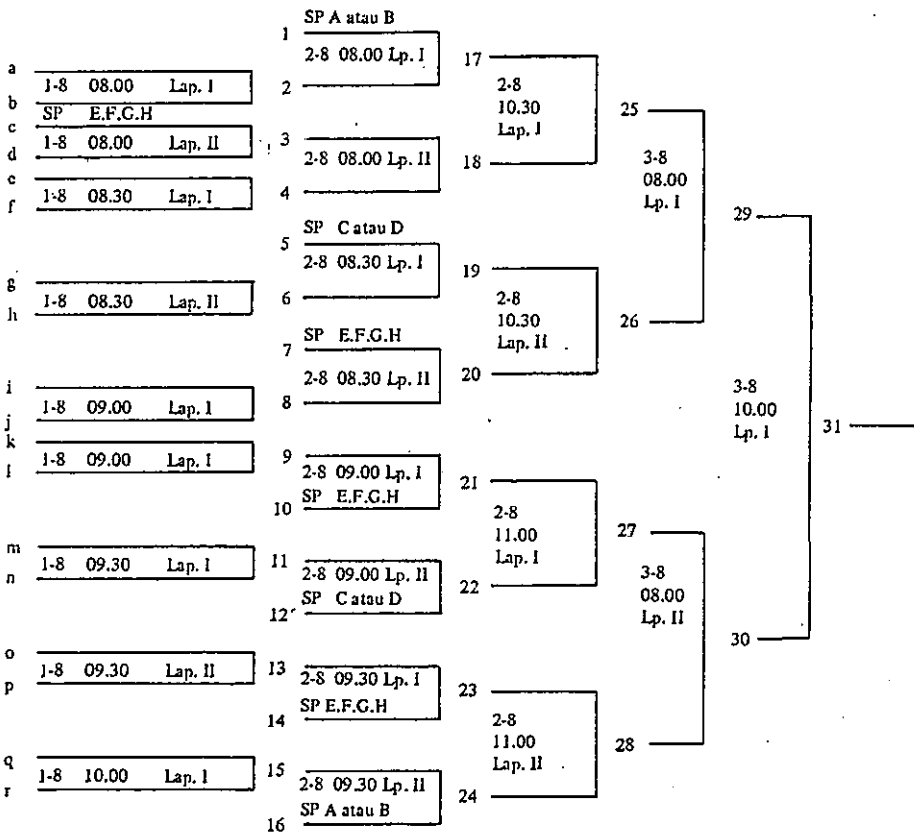 a
1-8 08.00 Lap. I
b
SP E.F.G.H
c
1-8 08.00 Lap. II
d
e
1-8 08.30 Lap. I
f
g
1-8 08.30 Lap. II
h
i
1-8 09.00 Lap. I
j
k
1-8 09.00 Lap. I
l
m
1-8 09.30 Lap. I
n
o
1-8 09.30 Lap. II
p
q
1-8 10.00 Lap. I
r
SP A atau B
1
2-8 08.00 Lp. I
2
3
2-8 08.00 Lp. II
4
SP C atau D
5
2-8 08.30 Lp. I
6
SP E.F.G.H
7
2-8 08.30 Lp. II
8
9
2-8 09.00 Lp. I
SP E.F.G.H
10
11
2-8 09.00 Lp. II
SP C atau D
12
13
2-8 09.30 Lp. I
SP E.F.G.H
14
15
2-8 09.30 Lp. II
SP A atau B
16
17
2-8
10.30
Lap. I
18
19
2-8
10.30
Lap. II
20
21
2-8
11.00
Lap. I
22
23
2-8
11.00
Lap. II
24
25
3-8
08.00
Lp. I
26
27
3-8
08.00
Lp. II
28
29
3-8
10.00
Lp. I
30
31